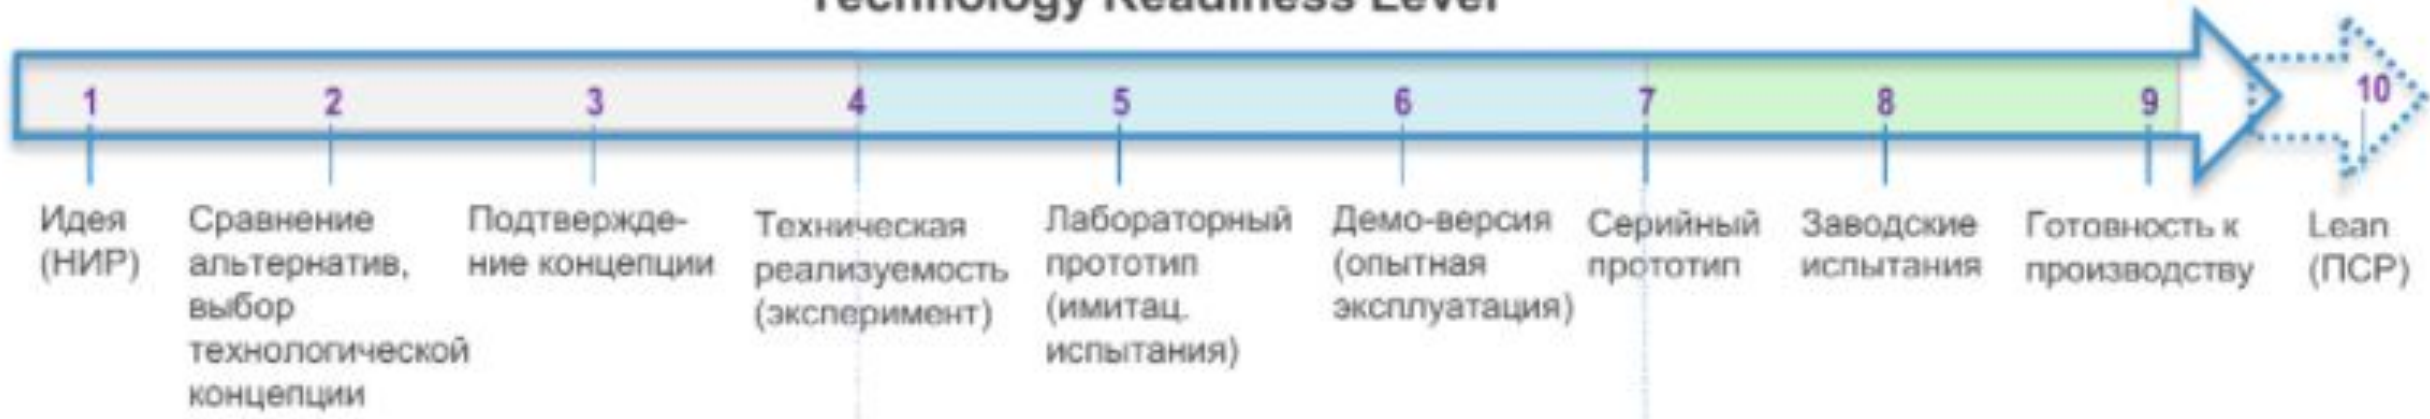 Technology Readiness Level
1 2 3 4 5 6 7 8 9 10
Идея
(НИР)
Сравнение
альтернатив,
выбор
технологической
концепции
Подтвержде-
ние концепции
Техническая
реализуемость
(эксперимент)
Лабораторный
прототип
(имитац.
испытания)
Демо-версия
(опытная
эксплуатация)
Серийный
прототип
Заводские
испытания
Готовность к
производству
Lean
(ПСР)